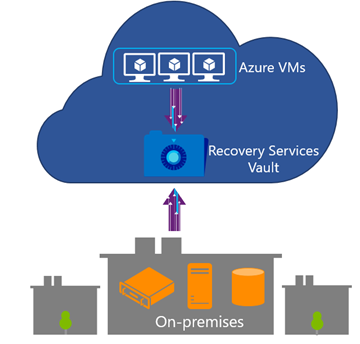 Azure VMs
Recovery Services
Vault
On-premises